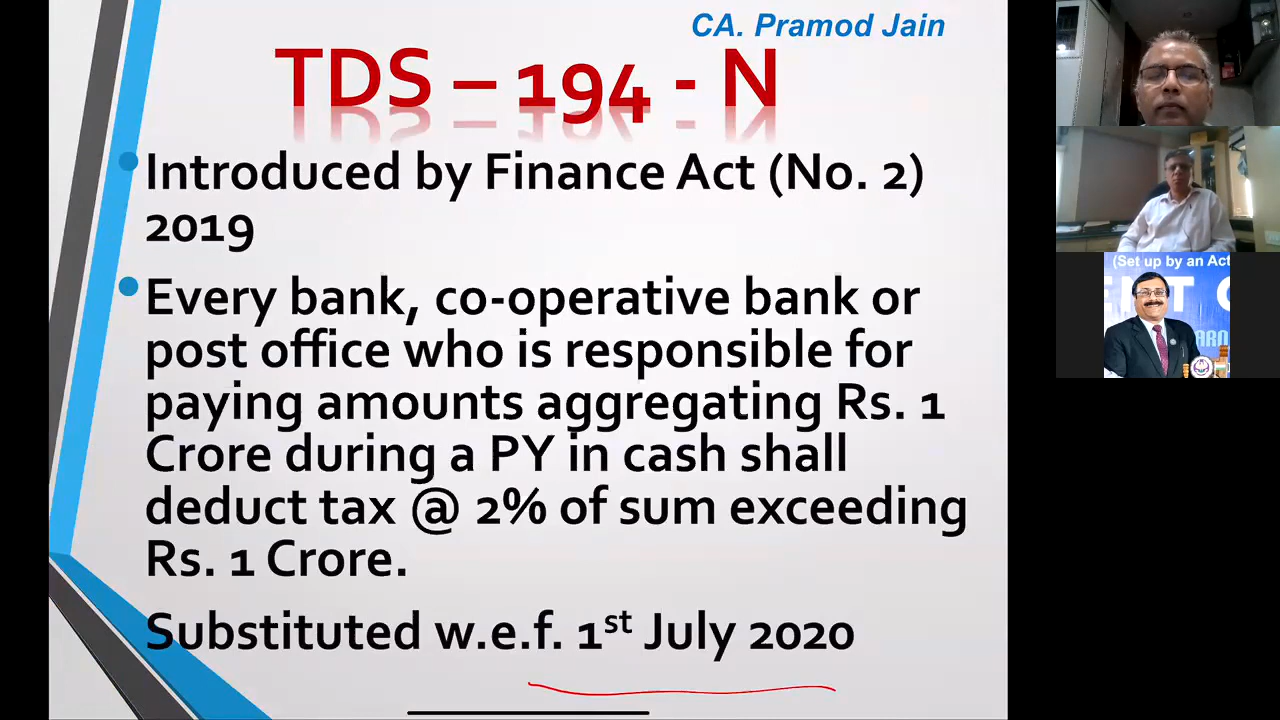 CA. Pramod Jain
TDS – 194 - N
Introduced by Finance Act (No. 2)
2019
Every bank, co-operative bank or
post office who is responsible for
paying amounts aggregating Rs. 1
Crore during a PY in cash shall
deduct tax @ 2% of sum exceeding
Rs. 1 Crore.
Substituted w.e.f. 1st July 2020
(Set up by an Act